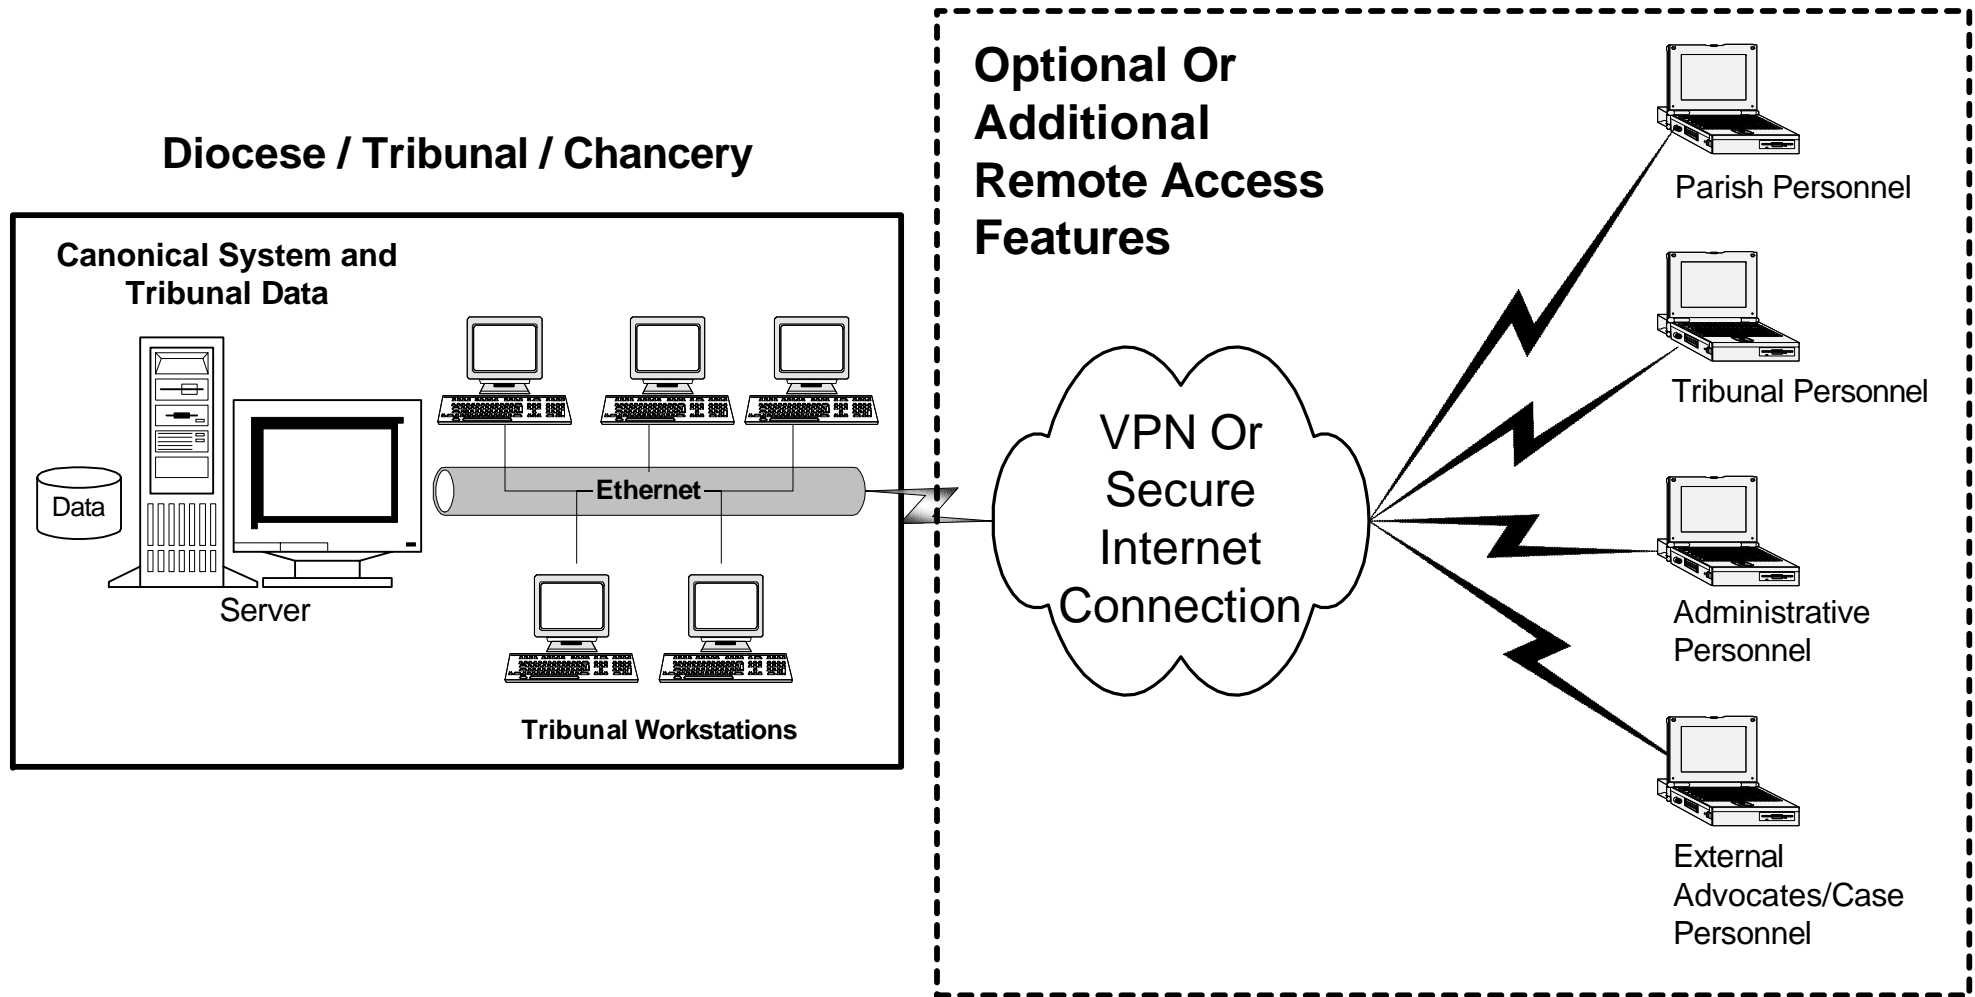 Diocese / Tribunal / Chancery
Canonical System and
Tribunal Data
Data
Server
Ethernet
Tribunal Workstations
Optional Or
Additional
Remote Access
Features
VPN Or
Secure
Internet
Connection
Parish Personnel
Tribunal Personnel
Administrative
Personnel
External
Advocates/Case
Personnel